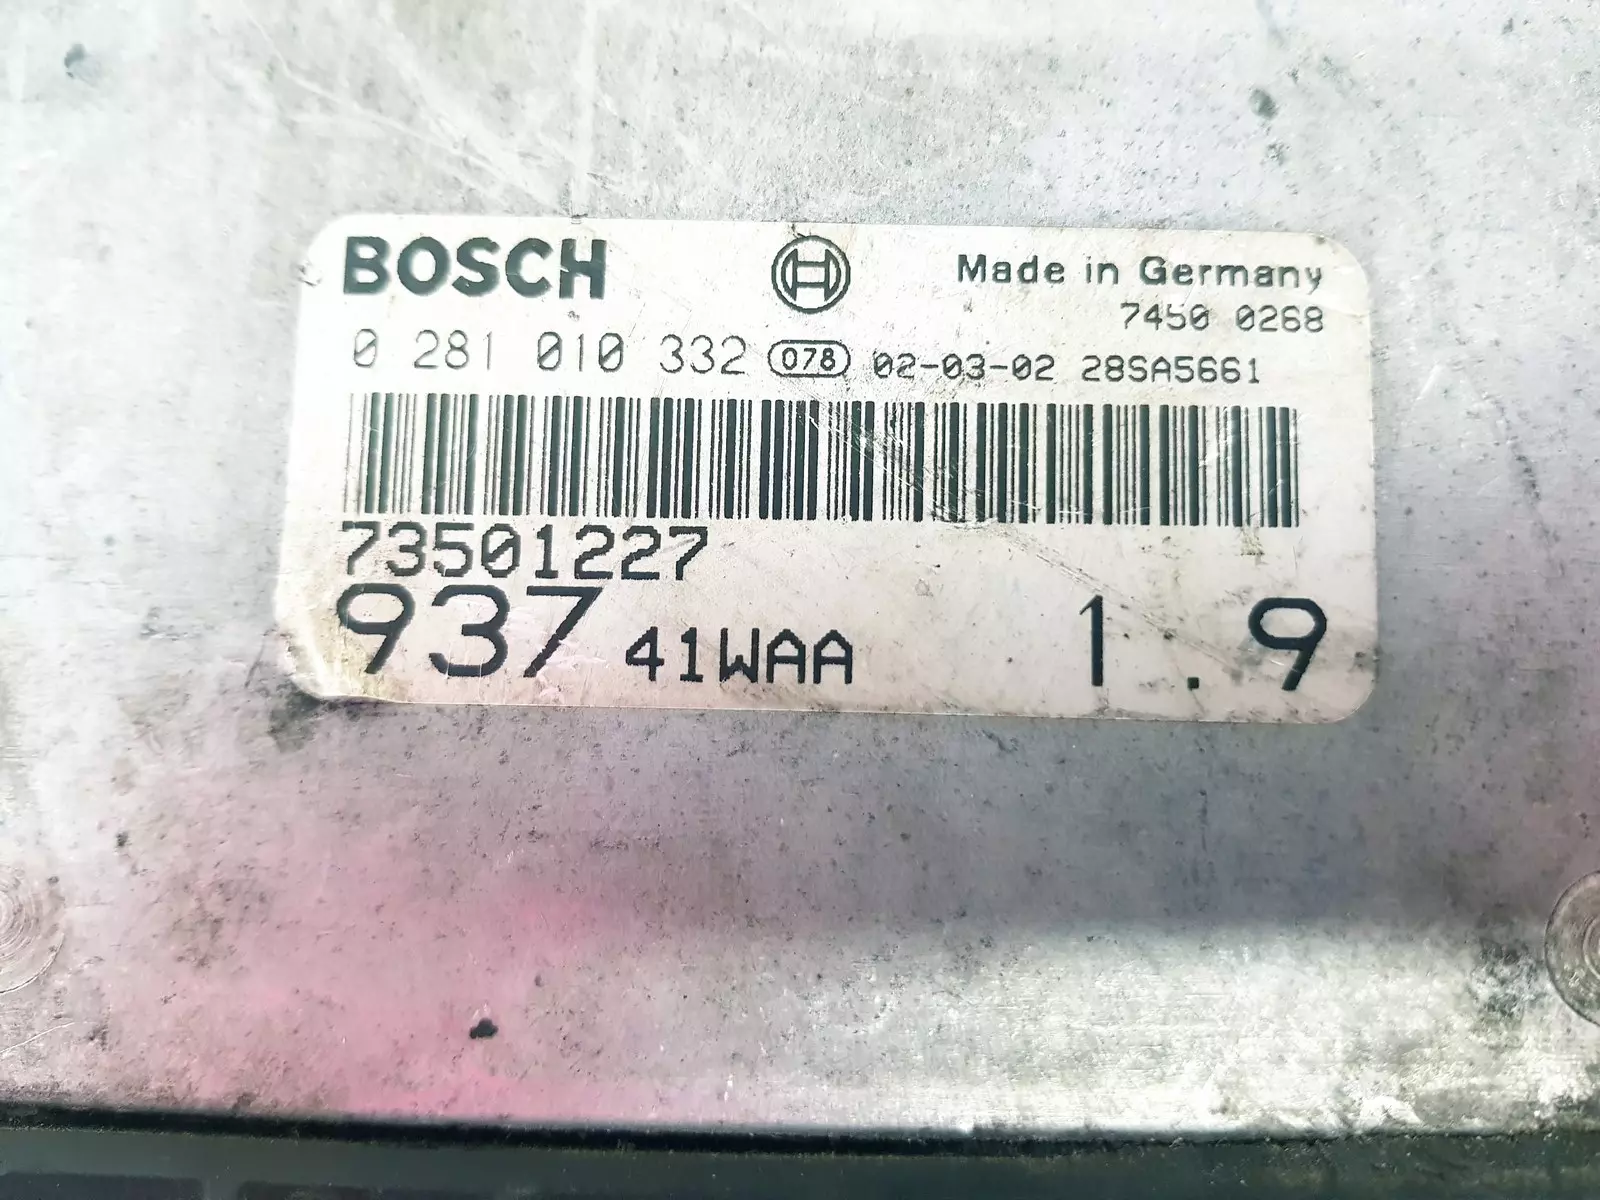 BOSCH Made in Germany
7450 0268
0 281 010 332 078 02-03-02 28SA5661
73501227
937 41WAA 1.9